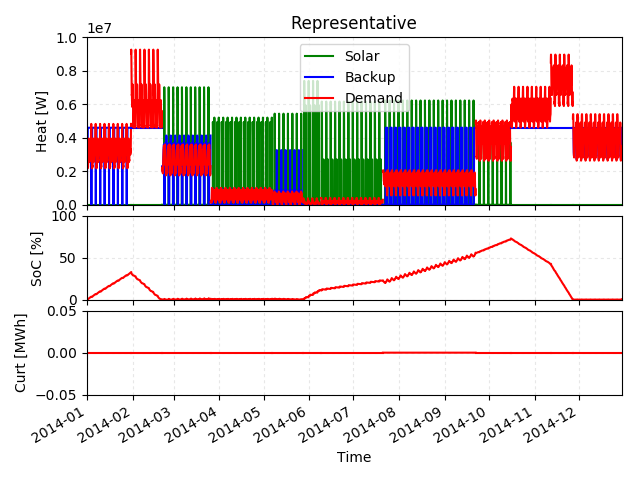 Representative
1e7
Heat [W]
1.0
0.8
0.6
0.4
0.2
0.0
Solar
Backup
Demand
SoC [%]
100
50
0
Curt [MWh]
0.05
0.00
−0.05
2014-01
2014-02
2014-03
2014-04
2014-05
2014-06
2014-07
2014-08
2014-09
2014-10
2014-11
2014-12
Time